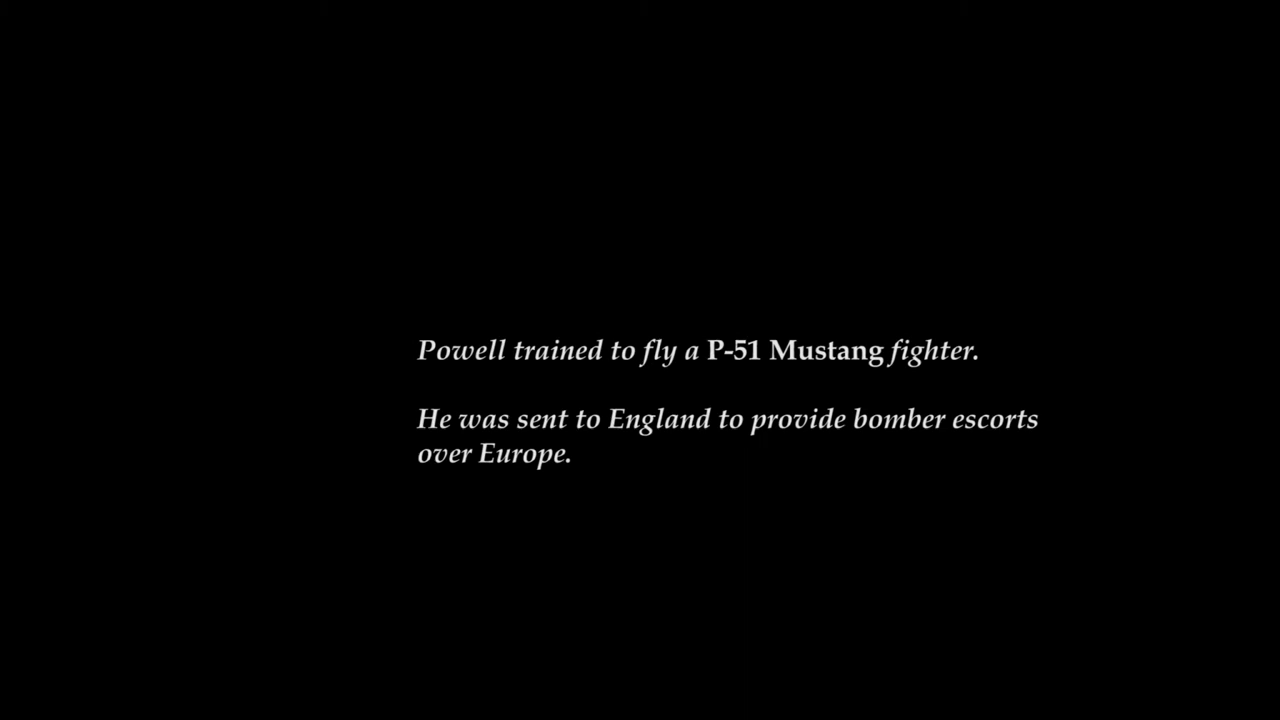 Powell trained to fly a P-51 Mustang fighter.
He was sent to England to provide bomber escorts
over Europe.